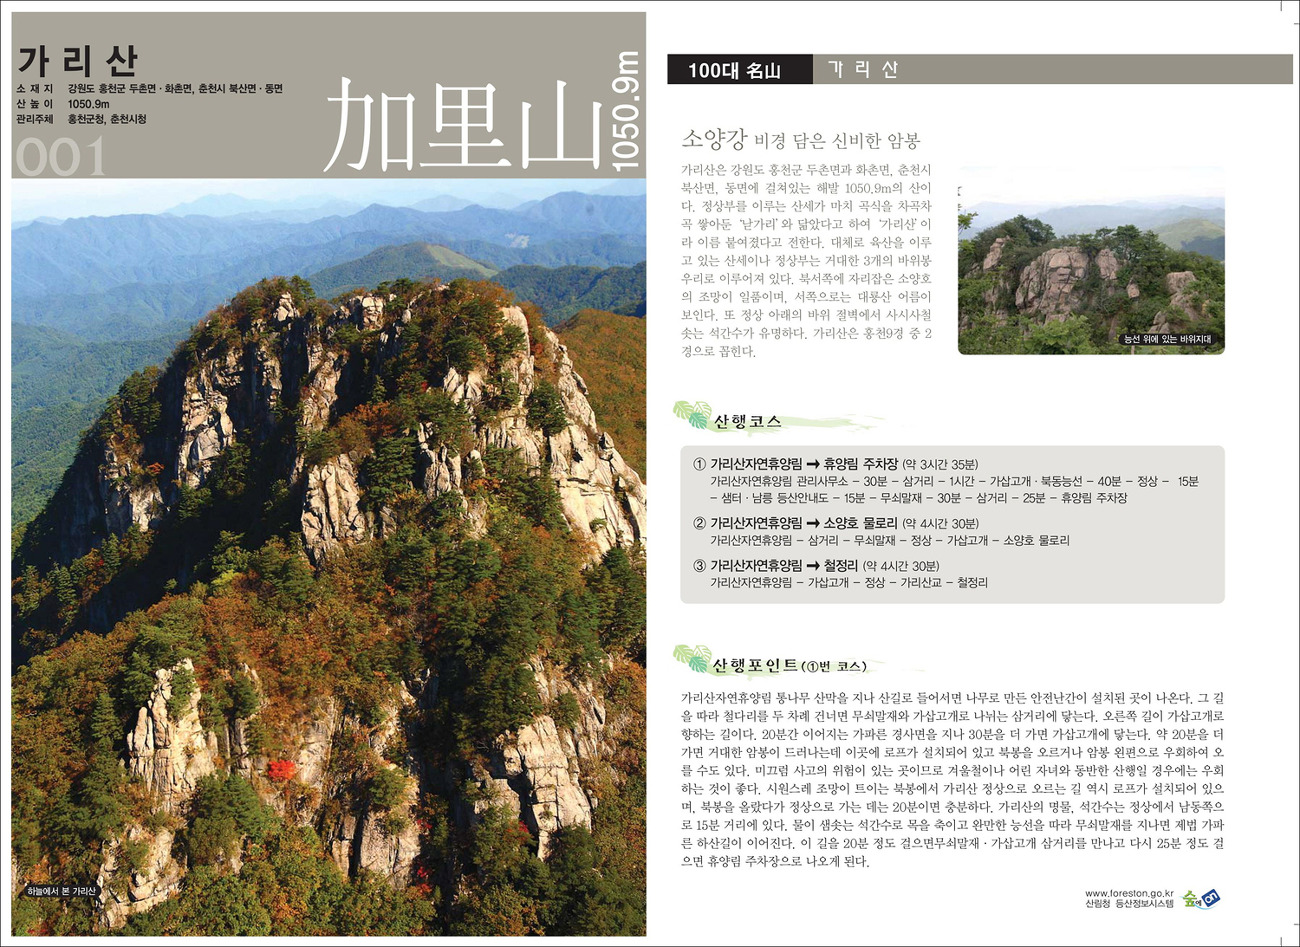 가리산
소 재 지 강원도 홍천군 두촌면·화촌면, 춘천시 북산면·동면
산 높 이 1050.9m
관리주체 홍천군청, 춘천시청
001
加里山
1050.9m
하늘에서 본 가리산
100대 名山 가 리 산
소양강 비경 담은 신비한 암봉
가리산은 강원도 홍천군 두촌면과 화촌면, 춘천시
북산면, 동면에 걸쳐있는 해발 1050.9m의 산이
다. 정상부를 이루는 산세가 마치 곡식을 차곡차
곡 쌓아둔 ‘낟가리’와 닮았다고 하여 ‘가리산’이
라 이름 붙여졌다고 전한다. 대체로 육산을 이루
고 있는 산세이나 정상부는 거대한 3개의 바위봉
우리로 이루어져 있다. 북서쪽에 자리잡은 소양호
의 조망이 일품이며, 서쪽으로는 대룡산 어름이
보인다. 또 정상 아래의 바위 절벽에서 사시사철
솟는 석간수가 유명하다. 가리산은 홍천9경 중 2
경으로 꼽힌다.
능선 위에 있는 바위지대
산행코스
① 가리산자연휴양림 ➞ 휴양림 주차장 (약 3시간 35분)
가리산자연휴양림 관리사무소 – 30분 – 삼거리 – 1시간 – 가삽고개·북동능선 – 40분 – 정상 – 15분
– 샘터·남릉 등산안내도 – 15분 – 무쇠말재 – 30분 – 삼거리 – 25분 – 휴양림 주차장
② 가리산자연휴양림 ➞ 소양호 물로리 (약 4시간 30분)
가리산자연휴양림 – 삼거리 – 무쇠말재 – 정상 – 가삽고개 – 소양호 물로리
③ 가리산자연휴양림 ➞ 철정리 (약 4시간 30분)
가리산자연휴양림 – 가삽고개 – 정상 – 가리산교 – 철정리
산행포인트(①번 코스)
가리산자연휴양림 통나무 산막을 지나 산길로 들어서면 나무로 만든 안전난간이 설치된 곳이 나온다. 그 길
을 따라 철다리를 두 차례 건너면 무쇠말재와 가삽고개로 나뉘는 삼거리에 닿는다. 오른쪽 길이 가삽고개로
향하는 길이다. 20분간 이어지는 가파른 경사면을 지나 30분을 더 가면 가삽고개에 닿는다. 약 20분을 더
가면 거대한 암봉이 드러나는데 이곳에 로프가 설치되어 있고 북봉을 오르거나 암봉 왼편으로 우회하여 오
를 수도 있다. 미끄럼 사고의 위험이 있는 곳이므로 겨울철이나 어린 자녀와 동반한 산행일 경우에는 우회
하는 것이 좋다. 시원스레 조망이 트이는 북봉에서 가리산 정상으로 오르는 길 역시 로프가 설치되어 있으
며, 북봉을 올랐다가 정상으로 가는 데는 20분이면 충분하다. 가리산의 명물, 석간수는 정상에서 남동쪽으
로 15분 거리에 있다. 물이 샘솟는 석간수로 목을 축이고 완만한 능선을 따라 무쇠말재를 지나면 제법 가파
른 하산길이 이어진다. 이 길을 20분 정도 걸으면무쇠말재·가삽고개 삼거리를 만나고 다시 25분 정도 걸
으면 휴양림 주차장으로 나오게 된다.
www.foreston.go.kr
산림청 등산정보시스템
숲에on